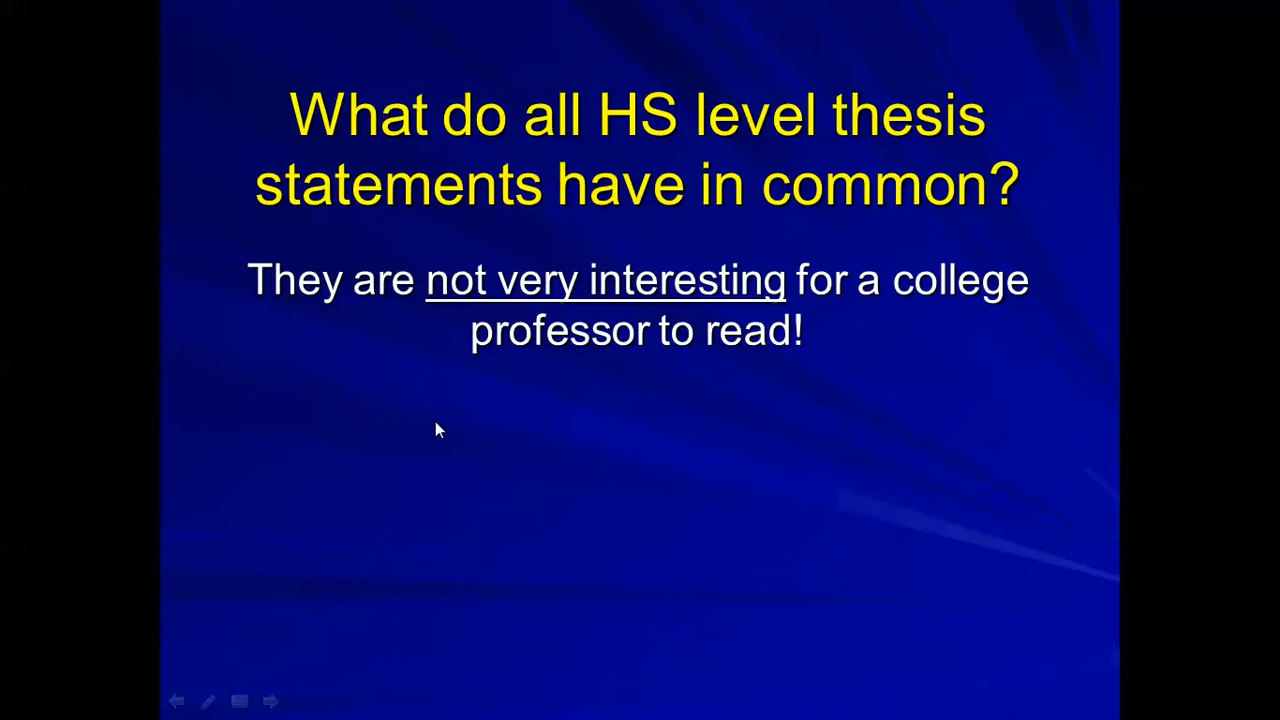 What do all HS level thesis
statements have in common?
They are not very interesting for a college
professor to read!